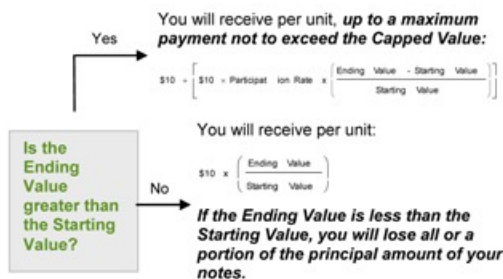 You will receive per unit, up to a maximum
payment not to exceed the Capped Value:
Yes
$10 + [ $10 × Participat ion Rate x ( Ending Value - Starting Value / Starting Value ) ]
You will receive per unit:
Is the
Ending
Value
greater than
the Starting
Value?
No
$10 x ( Ending Value / Starting Value )
If the Ending Value is less than the
Starting Value, you will lose all or a
portion of the principal amount of your
notes.